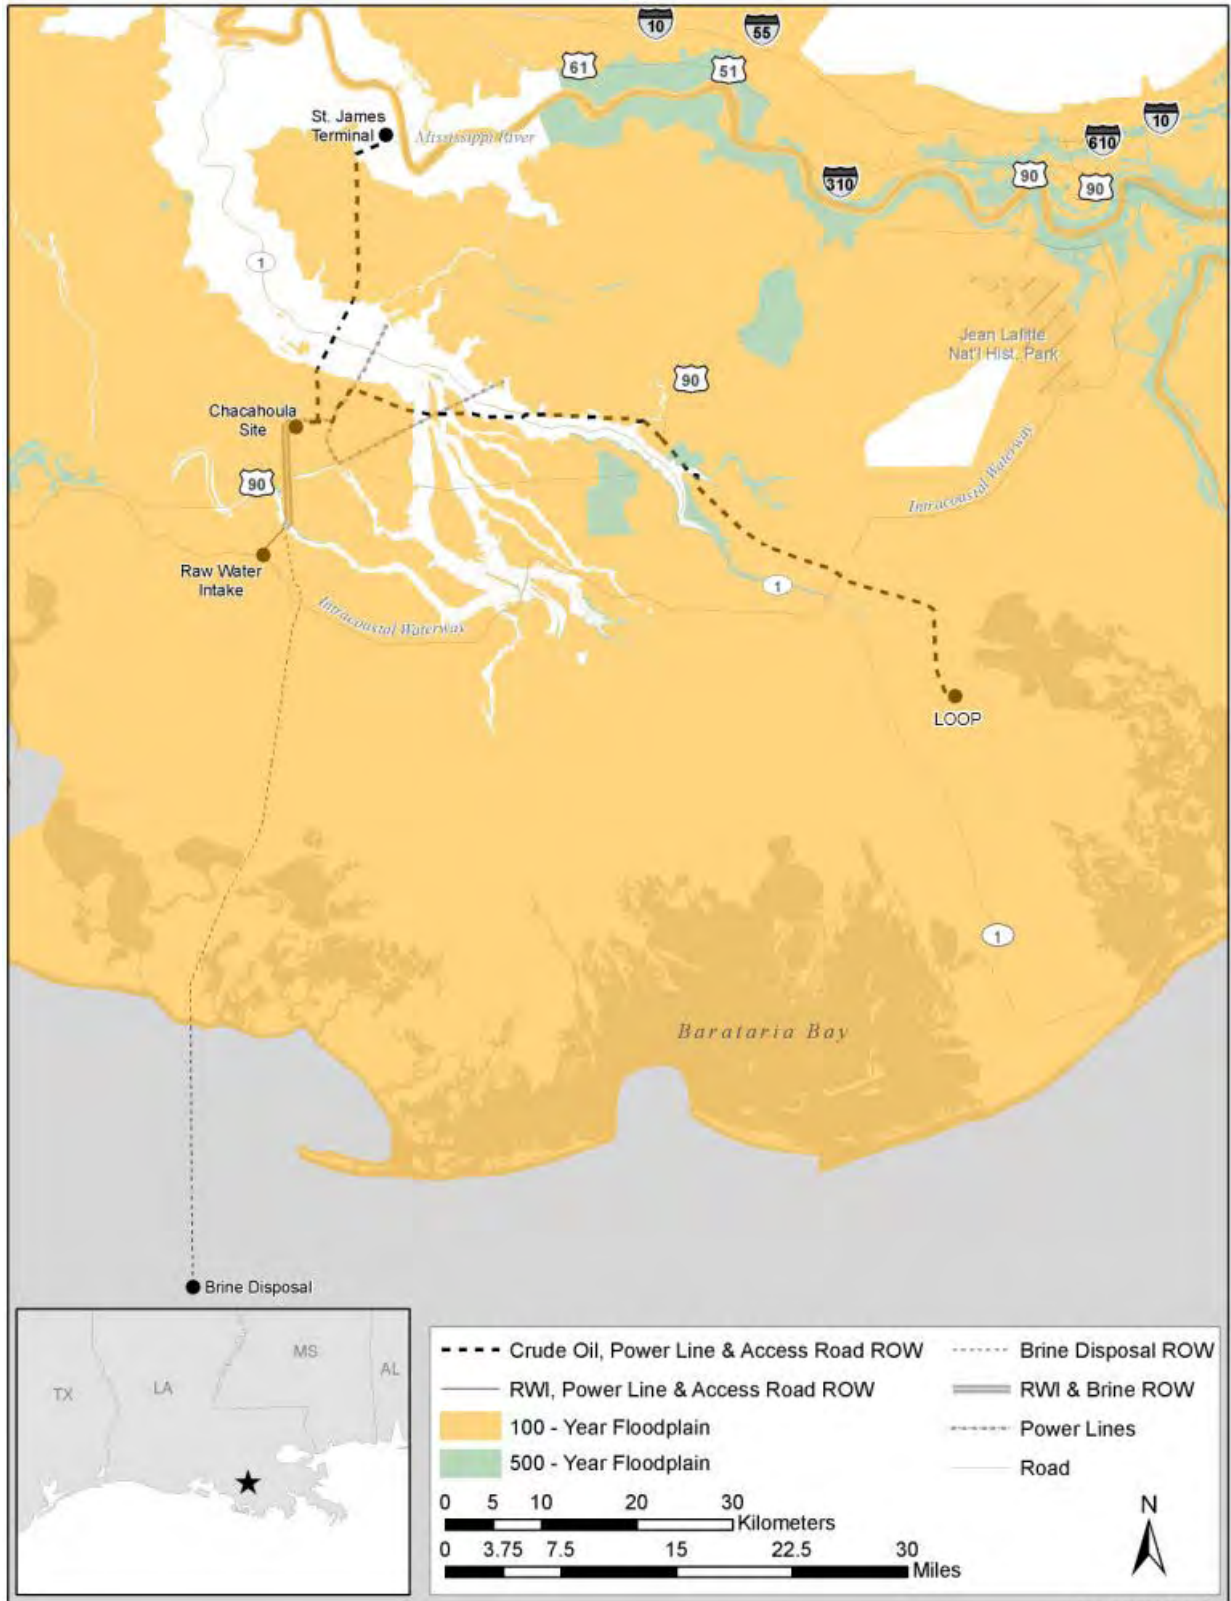 10
55
61
51
St. James
Terminal
Mississippi River
10
610
310
90
90
1
Jean Lafitte
Nat'l Hist. Park
90
Chacahoula
Site
90
Intracoastal Waterway
Raw Water
Intake
1
Intracoastal Waterway
LOOP
1
Barataria Bay
Brine Disposal
TX
LA
MS
AL
Crude Oil, Power Line & Access Road ROW
RWI, Power Line & Access Road ROW
100 - Year Floodplain
500 - Year Floodplain
Brine Disposal ROW
RWI & Brine ROW
Power Lines
Road
0 5 10 20 30
Kilometers
0 3.75 7.5 15 22.5 30
Miles
N